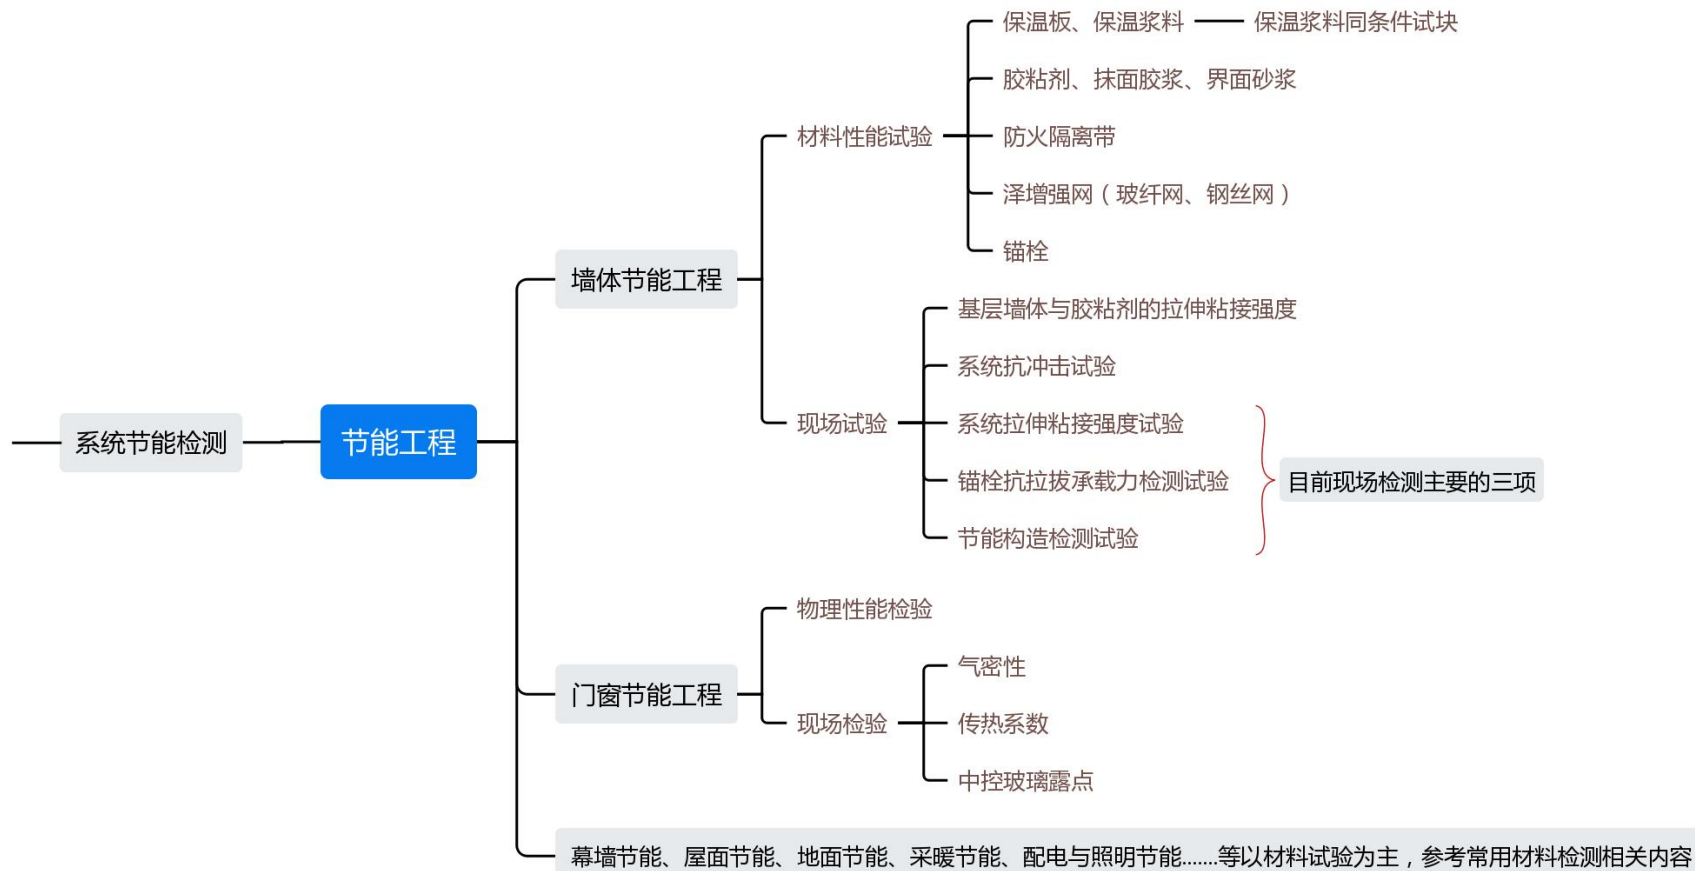 保温板、保温浆料
保温浆料同条件试块
胶粘剂、抹面胶浆、界面砂浆
材料性能试验
防火隔离带
泽增强网（玻纤网、钢丝网）
锚栓
墙体节能工程
基层墙体与胶粘剂的拉伸粘接强度
系统抗冲击试验
现场试验
系统拉伸粘接强度试验
锚栓抗拉拔承载力检测试验
目前现场检测主要的三项
节能构造检测试验
系统节能检测
节能工程
物理性能检验
门窗节能工程
气密性
现场检验
传热系数
中控玻璃露点
幕墙节能、屋面节能、地面节能、采暖节能、配电与照明节能.......等以材料试验为主，参考常用材料检测相关内容